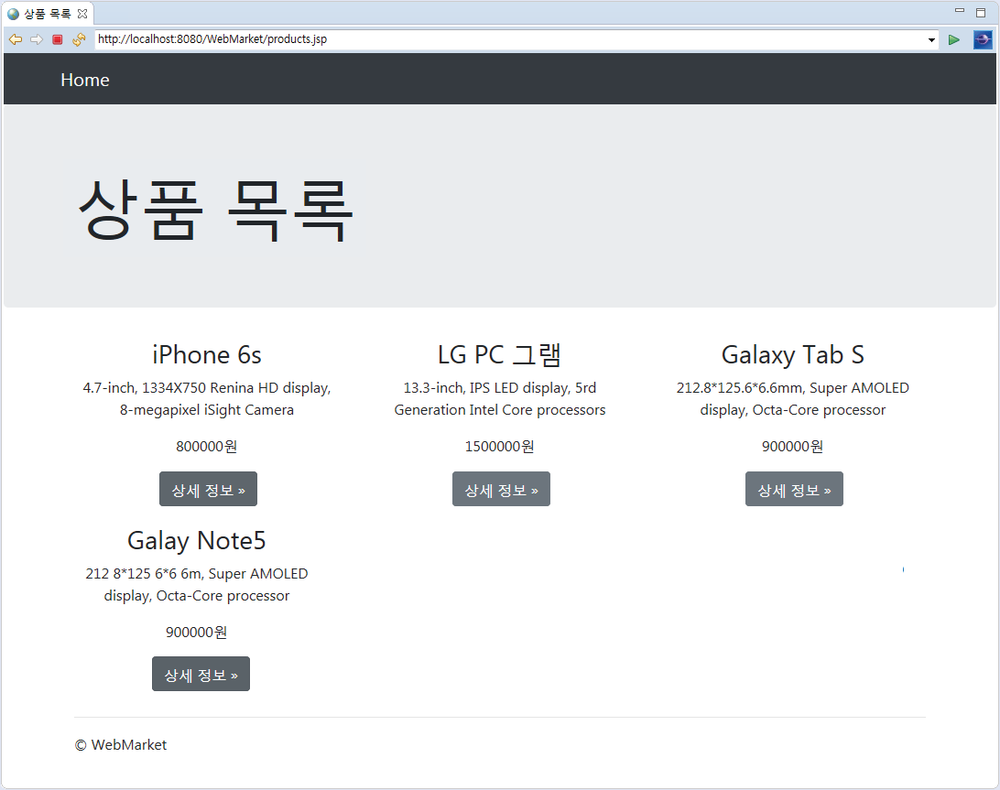 상품 목록
http://localhost:8080/WebMarket/products.jsp
Home
상품 목록
iPhone 6s
4.7-inch, 1334X750 Renina HD display,
8-megapixel iSight Camera
800000원
상세 정보 »
LG PC 그램
13.3-inch, IPS LED display, 5rd
Generation Intel Core processors
1500000원
상세 정보 »
Galaxy Tab S
212.8*125.6*6.6mm, Super AMOLED
display, Octa-Core processor
900000원
상세 정보 »
Galay Note5
212 8*125 6*6 6m, Super AMOLED
display, Octa-Core processor
900000원
상세 정보 »
© WebMarket